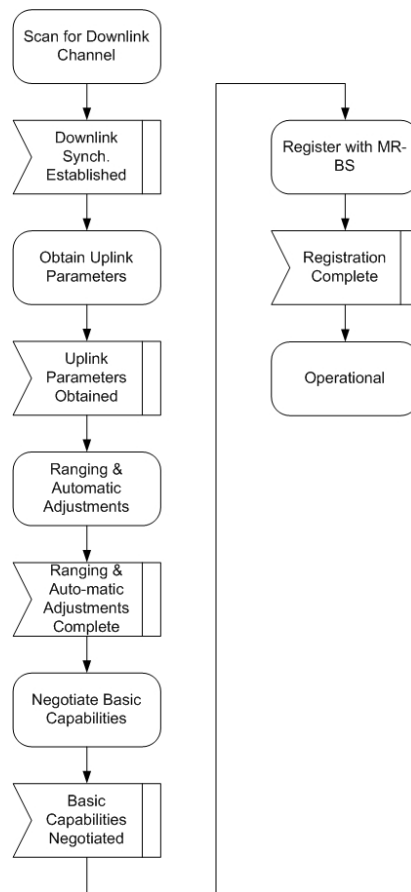 Scan for Downlink
Channel
Downlink
Synch.
Established
Obtain Uplink
Parameters
Uplink
Parameters
Obtained
Ranging &
Automatic
Adjustments
Ranging &
Auto-matic
Adjustments
Complete
Negotiate Basic
Capabilities
Basic
Capabilities
Negotiated
Register with MR-
BS
Registration
Complete
Operational